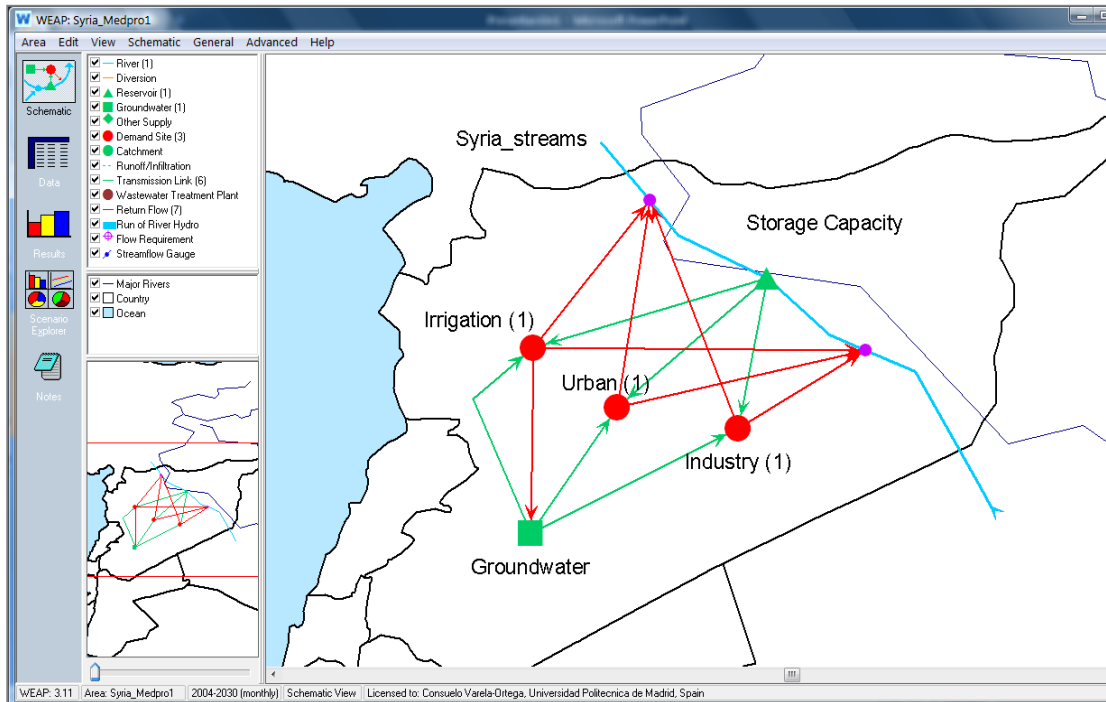 WEAP: Syria_Medpro1
Area Edit View Schematic General Advanced Help
Schematic
Data
Results
Scenario
Explorer
Notes
River (1)
Diversion
Reservoir (1)
Groundwater (1)
Other Supply
Demand Site (3)
Catchment
Runoff/Infiltration
Transmission Link (6)
Wastewater Treatment Plant
Return Flow (7)
Run of River Hydro
Flow Requirement
Streamflow Gauge
Major Rivers
Country
Ocean
Syria_streams
Storage Capacity
Irrigation (1)
Urban (1)
Industry (1)
Groundwater
WEAP: 3.11 Area: Syria_Medpro1 2004-2030 (monthly) Schematic View Licensed to: Consuelo Varela-Ortega, Universidad Politecnica de Madrid, Spain